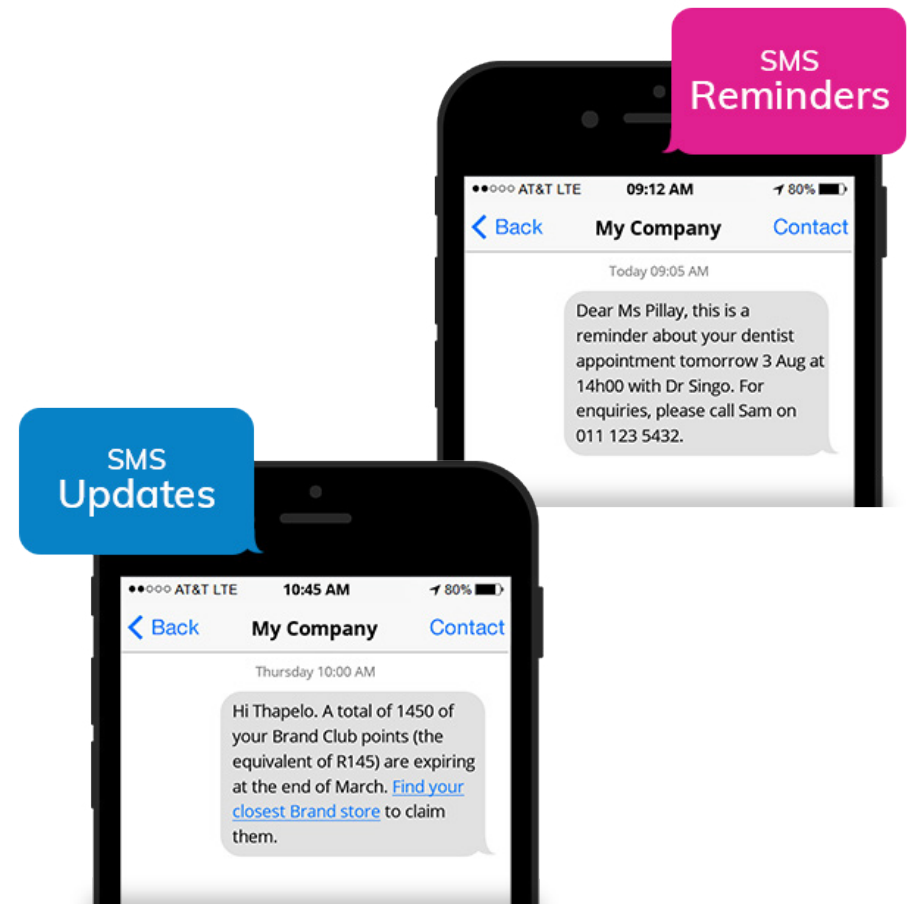 SMS
Reminders
●●○○○ AT&T LTE 09:12 AM 80%
Back My Company Contact
Today 09:05 AM
Dear Ms Pillay, this is a
reminder about your dentist
appointment tomorrow 3 Aug at
14h00 with Dr Singo. For
enquiries, please call Sam on
011 123 5432.
SMS
Updates
●●○○○ AT&T LTE 10:45 AM 80%
Back My Company Contact
Thursday 10:00 AM
Hi Thapelo. A total of 1450 of
your Brand Club points (the
equivalent of R145) are expiring
at the end of March. Find your
closest Brand store to claim
them.